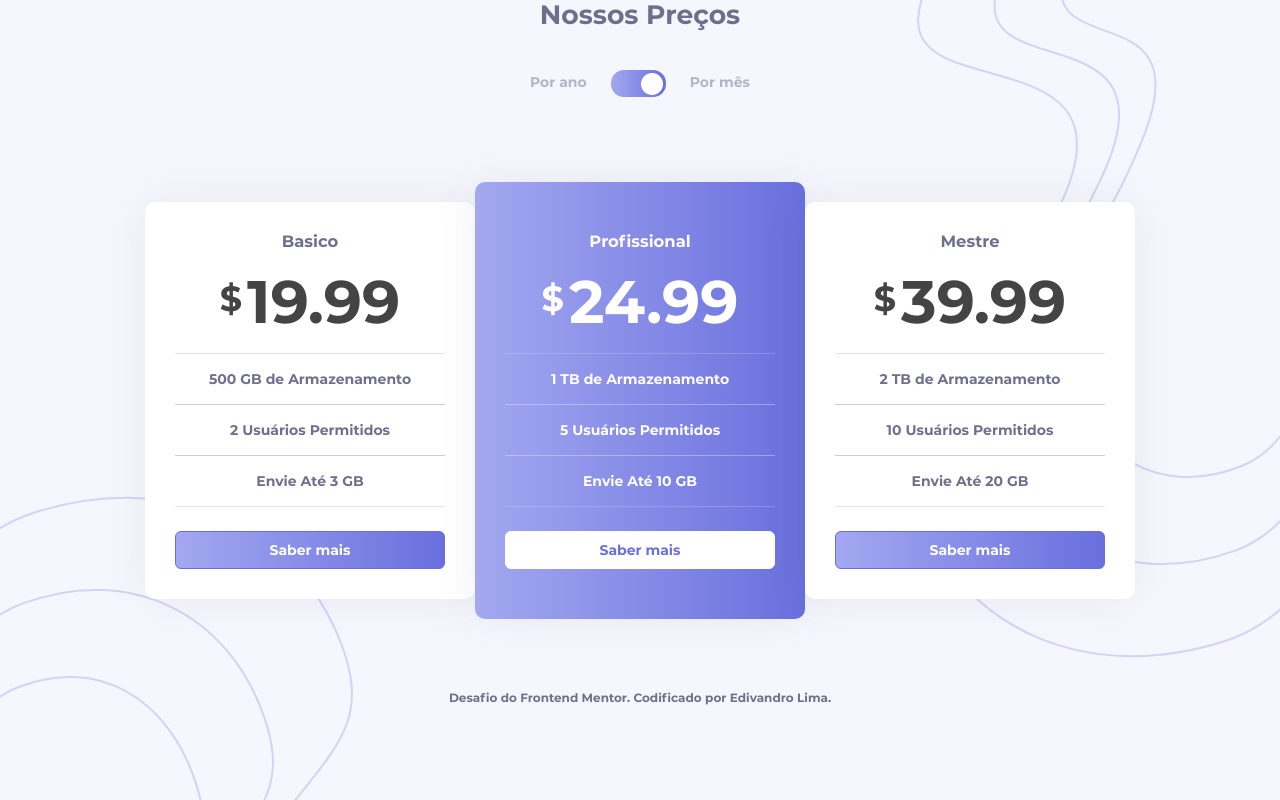 Nossos Preços
Por ano
Por mês
Basico
$19.99
500 GB de Armazenamento
2 Usuários Permitidos
Envie Até 3 GB
Saber mais
Profissional
$24.99
1 TB de Armazenamento
5 Usuários Permitidos
Envie Até 10 GB
Saber mais
Mestre
$39.99
2 TB de Armazenamento
10 Usuários Permitidos
Envie Até 20 GB
Saber mais
Desafio do Frontend Mentor. Codificado por Edivandro Lima.